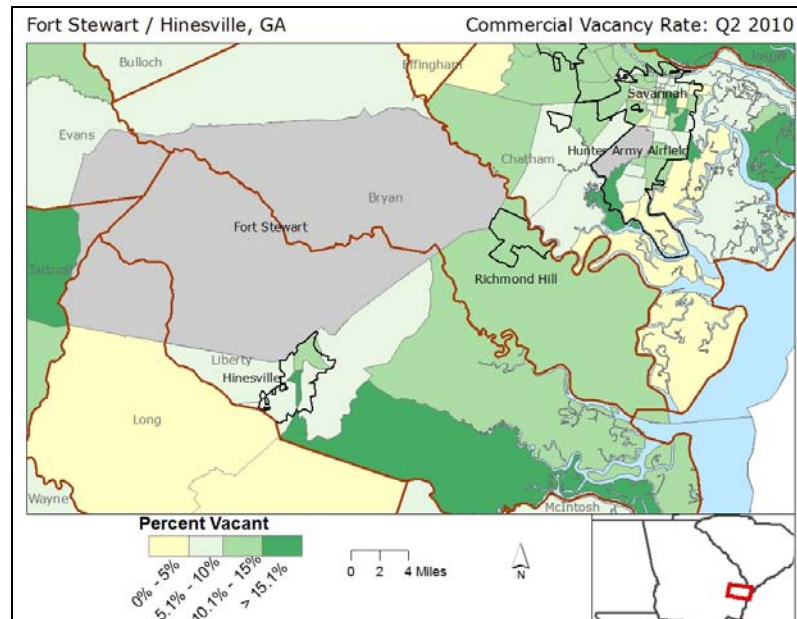 Fort Stewart / Hinesville, GA
Commercial Vacancy Rate: Q2 2010
Bulloch
Effingham
Jasper
Savannah
Evans
Chatham
Hunter Army Airfield
Bryan
Fort Stewart
Tattnall
Richmond Hill
Liberty
Hinesville
Long
Wayne
McIntosh
Percent Vacant
0% - 5%
5.1% - 10%
10.1% - 15%
> 15.1%
0 2 4 Miles
N